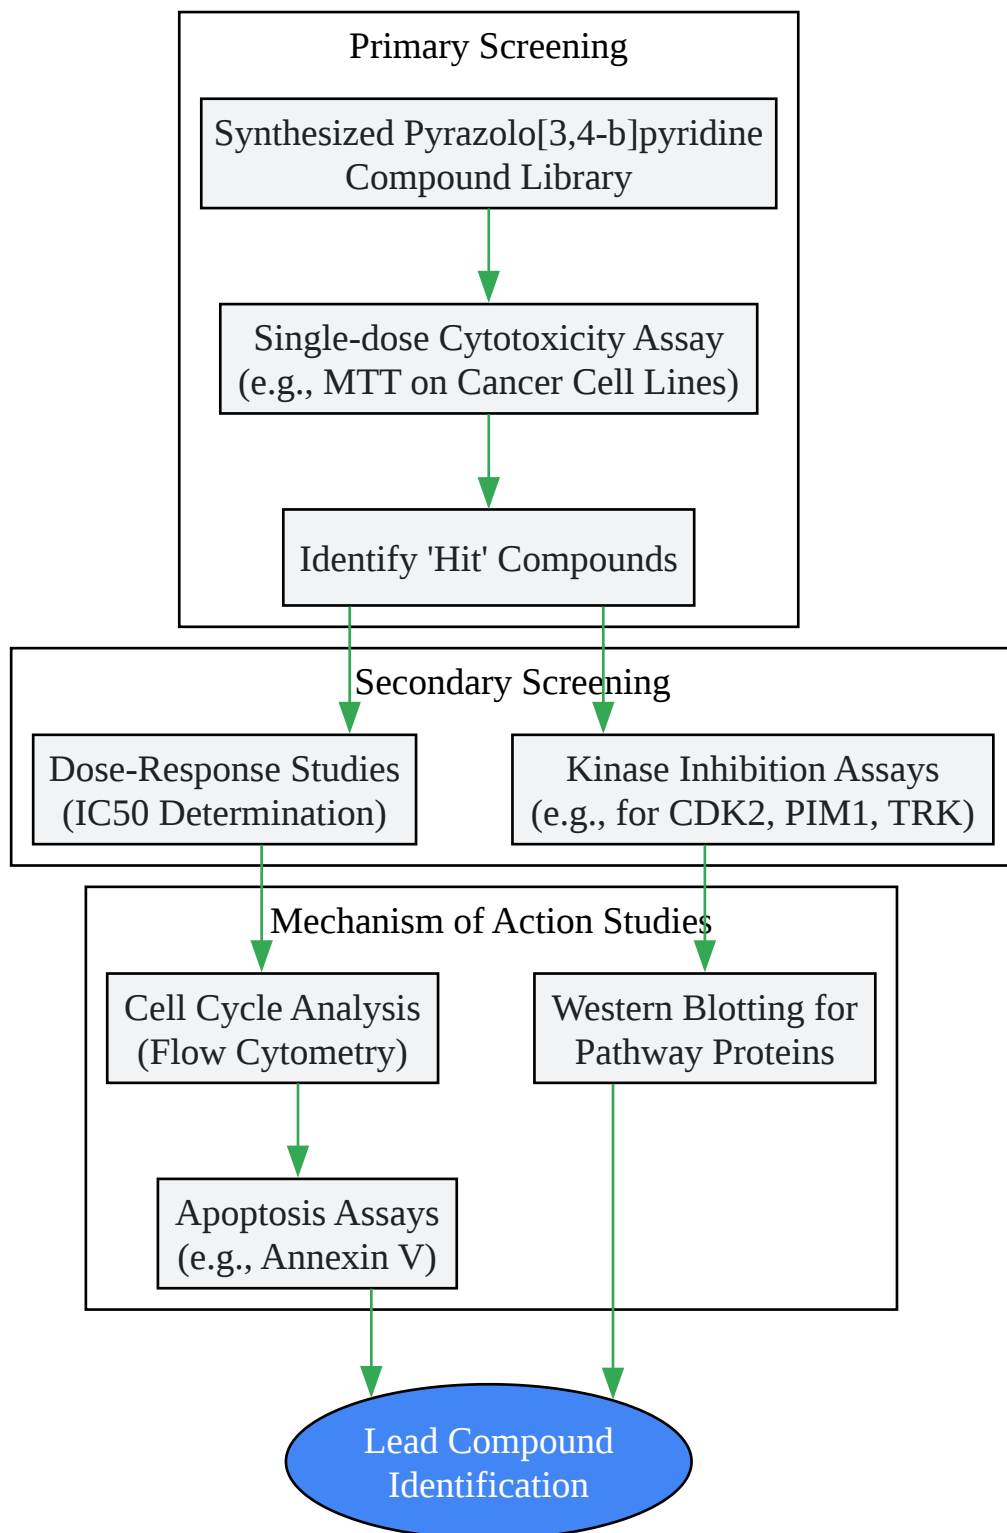 Primary Screening
Synthesized Pyrazolo[3,4-b]pyridine
Compound Library
Single-dose Cytotoxicity Assay
(e.g., MTT on Cancer Cell Lines)
Identify 'Hit' Compounds
Secondary Screening
Dose-Response Studies
(IC50 Determination)
Kinase Inhibition Assays
(e.g., for CDK2, PIM1, TRK)
Mechanism of Action Studies
Cell Cycle Analysis
(Flow Cytometry)
Western Blotting for
Pathway Proteins
Apoptosis Assays
(e.g., Annexin V)
Lead Compound
Identification